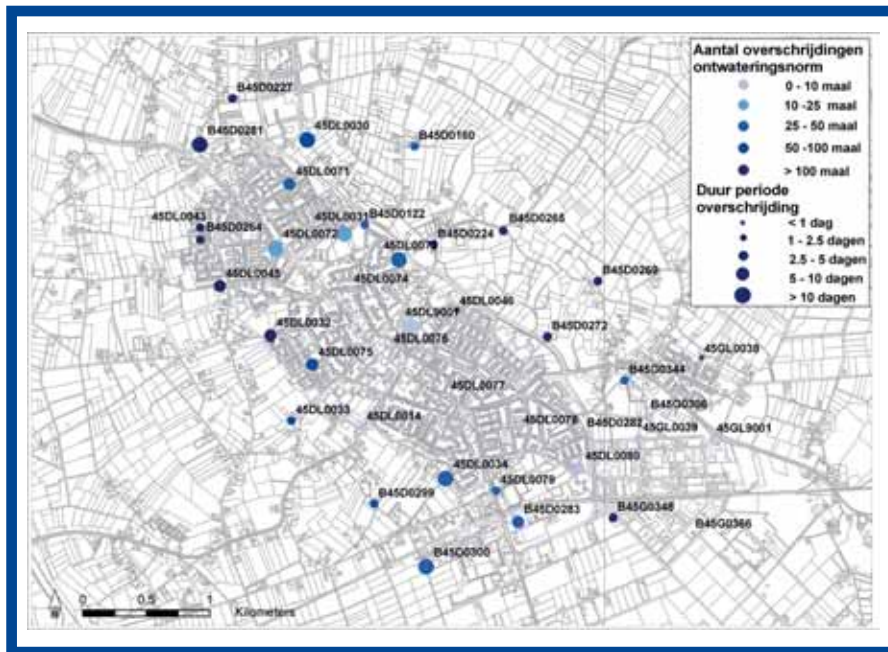 Aantal overschrijdingen
ontwateringsnorm
0 - 10 maal
10 -25 maal
25 - 50 maal
50 -100 maal
> 100 maal
Duur periode
overschrijding
< 1 dag
1 - 2.5 dagen
2.5 - 5 dagen
5 - 10 dagen
> 10 dagen
B45D0227
B45D0281
45DL0030
B45D0180
45DL0071
45DL0043
B45D0264
45DL0031
B45D0122
45DL0072
B45D0224
B45D0265
45DL0074
45DL0045
B45D0269
45DL0046
45DL9001
45DL0032
45DL0076
B45D0272
45GL0038
45DL0075
B45G0344
45DL0077
B45G0306
45DL0033
45DL0014
45DL0078
B45D0282
45GL0039
45GL9001
45DL0080
45DL0034
45DL0079
B45D0299
B45D0283
B45G0348
B45G0366
B45D0300
0 0.5 1
Kilometers